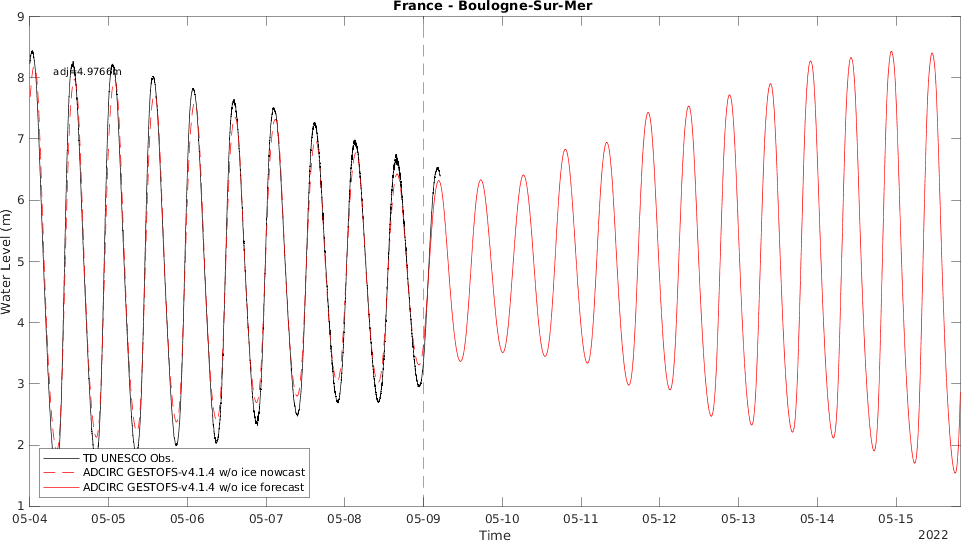 France - Boulogne-Sur-Mer
9
8
7
6
5
4
3
2
1
Water Level (m)
adj=4.9766m
TD UNESCO Obs.
ADCIRC GESTOFS-v4.1.4 w/o ice nowcast
ADCIRC GESTOFS-v4.1.4 w/o ice forecast
05-04 05-05 05-06 05-07 05-08 05-09 05-10 05-11 05-12 05-13 05-14 05-15
Time
2022